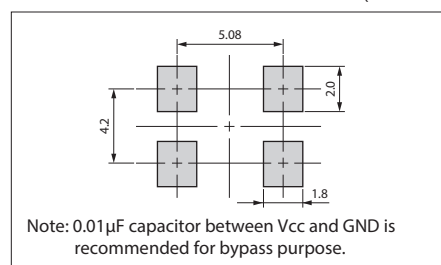 5.08
4.2
2.0
1.8
Note: 0.01µF capacitor between Vcc and GND is
recommended for bypass purpose.